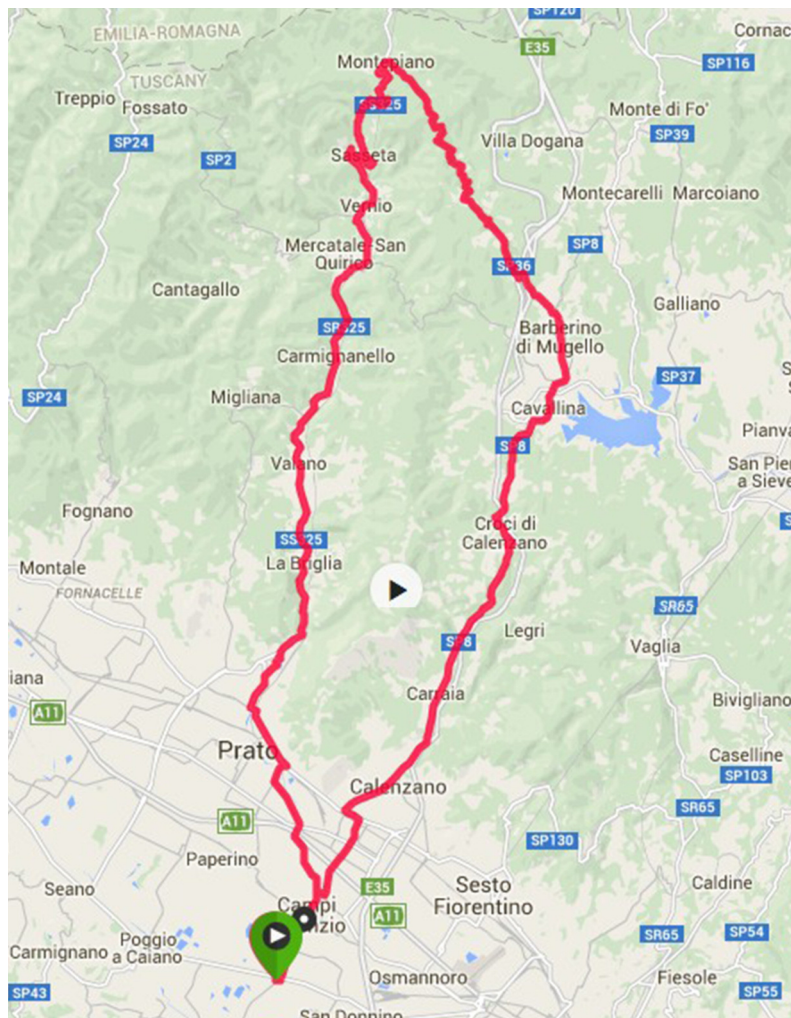 SP120
EMILIA-ROMAGNA
Cornac
E35
Montepiano
SP116
TUSCANY
Treppio
Fossato
SS325
Monte di Fo'
SP39
SP24
Villa Dogana
SP2
Sasseta
Montecarelli
Marcoiano
Vernio
Mercatale-San
Quirico
SP8
SP36
Cantagallo
Galliano
Barberino
di Mugello
Carmignanello
SP37
SP24
Migliana
Cavallina
Pianva
SP8
Vaiano
San Pier
a Sieve
Fognano
Croci di
Calenzano
La Briglia
Montale
FORNACELLE
SR65
Legri
SP8
Vaglia
iana
Carraia
Bivigliano
A11
Prato
Caselline
SP103
Calenzano
SR65
A11
SP130
Paperino
Seano
E35
Sesto
Fiorentino
Caldine
Campi
nzio
A11
Poggio
a Caiano
SR65
SP54
Carmignano
Osmannoro
Fiesole
SP43
SP55
San Donnino